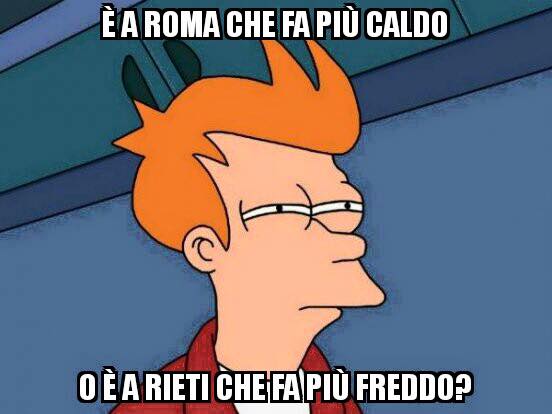 È A ROMA CHE FA PIÙ CALDO
O È A RIETI CHE FA PIÙ FREDDO?